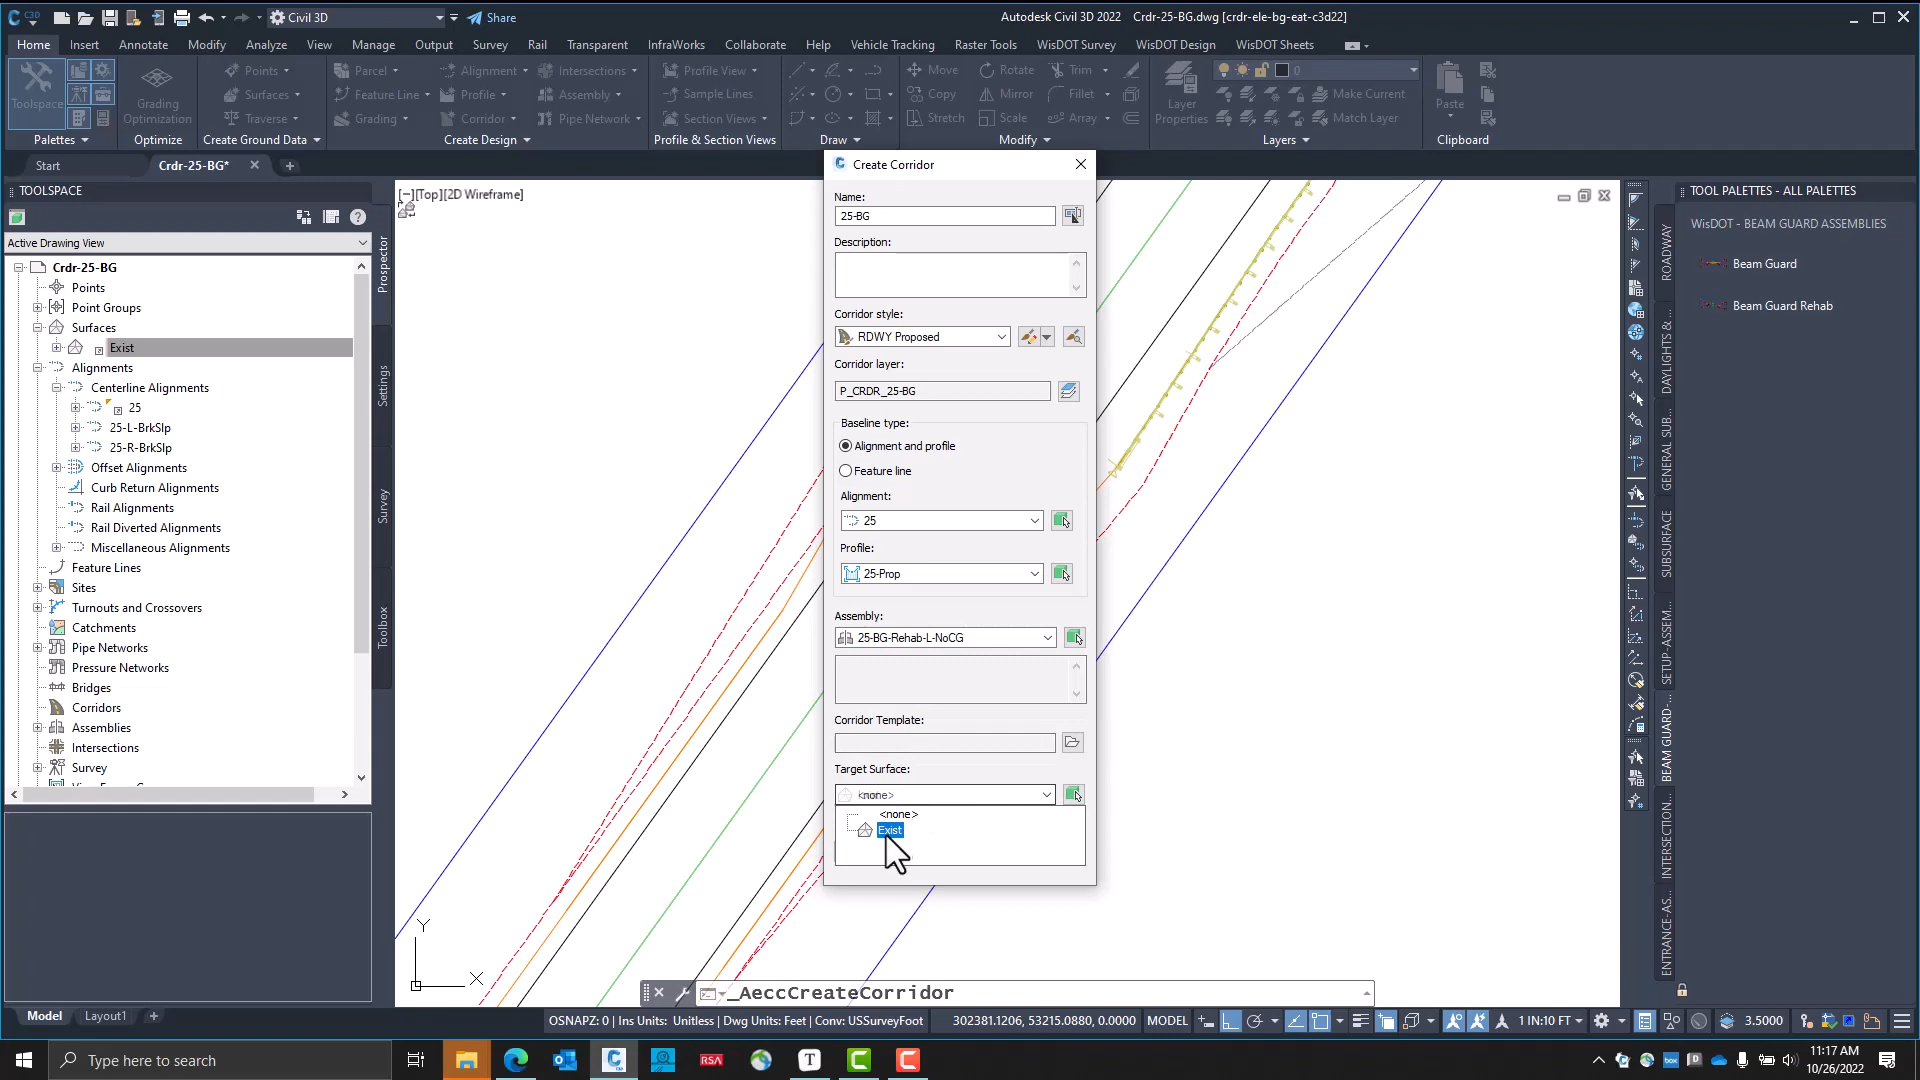 C3D
Civil 3D
Share
Autodesk Civil 3D 2022 Crdr-25-BG.dwg [crdr-ele-bg-eat-c3d22]
Home Insert Annotate Modify Analyze View Manage Output Survey Rail Transparent InfraWorks Collaborate Help Vehicle Tracking Raster Tools WisDOT Survey WisDOT Design WisDOT Sheets
Points Parcel Alignment Intersections Profile View Move Rotate Trim 0
Toolspace Grading Optimization Surfaces Feature Line Profile Assembly Sample Lines Copy Mirror Fillet Layer Properties Make Current Paste
Traverse Grading Corridor Pipe Network Section Views Stretch Scale Array Match Layer
Palettes Optimize Create Ground Data Create Design Profile & Section Views Draw Modify Layers Clipboard
Start Crdr-25-BG*
TOOLSPACE
Active Drawing View
Crdr-25-BG
Points
Point Groups
Surfaces
Exist
Alignments
Centerline Alignments
25
25-L-BrkSlp
25-R-BrkSlp
Offset Alignments
Curb Return Alignments
Rail Alignments
Rail Diverted Alignments
Miscellaneous Alignments
Feature Lines
Sites
Turnouts and Crossovers
Catchments
Pipe Networks
Pressure Networks
Bridges
Corridors
Assemblies
Intersections
Survey
Prospector
Settings
Survey
Toolbox
[−][Top][2D Wireframe]
Y
X
Create Corridor
Name:
25-BG
Description:
Corridor style:
RDWY Proposed
Corridor layer:
P_CRDR_25-BG
Baseline type:
Alignment and profile
Feature line
Alignment:
25
Profile:
25-Prop
Assembly:
25-BG-Rehab-L-NoCG
Corridor Template:
Target Surface:
<none>
<none>
Exist
TOOL PALETTES - ALL PALETTES
WisDOT - BEAM GUARD ASSEMBLIES
Beam Guard
Beam Guard Rehab
ROADWAY
DAYLIGHTS &...
GENERAL SUB...
SUBSURFACE
SETUP-ASSEM...
BEAM GUARD-...
INTERSECTION...
ENTRANCE-AS...
_AeccCreateCorridor
Model Layout1
OSNAPZ: 0 | Ins Units: Unitless | Dwg Units: Feet | Conv: USSurveyFoot 302381.1206, 53215.0880, 0.0000 MODEL 1 IN:10 FT 3.5000
Type here to search
RSA
T
C
C
box
11:17 AM
10/26/2022